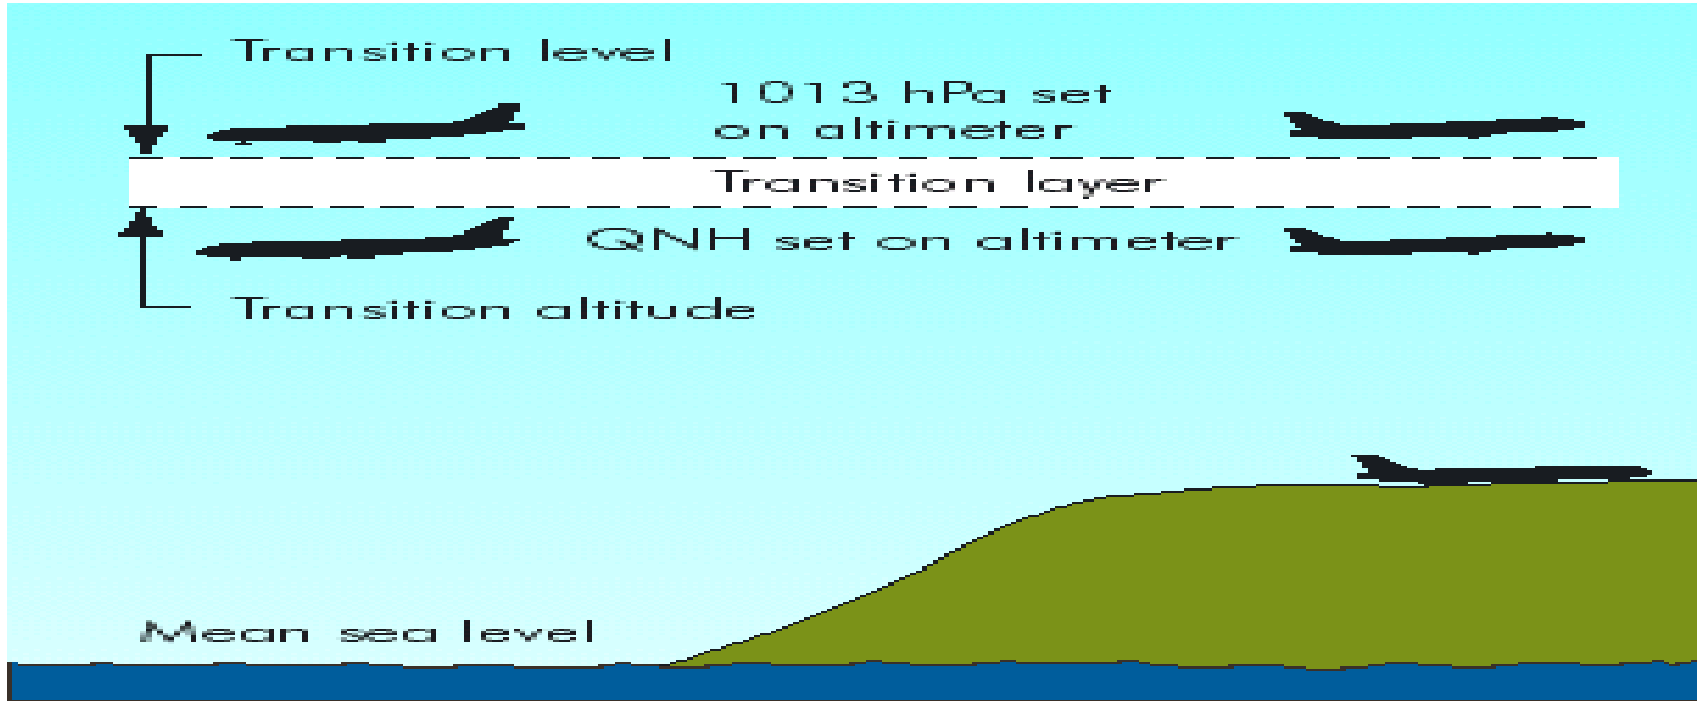 Transition level
1013 hPa set
on altimeter
Transition layer
QNH set on altimeter
Transition altitude
Mean sea level